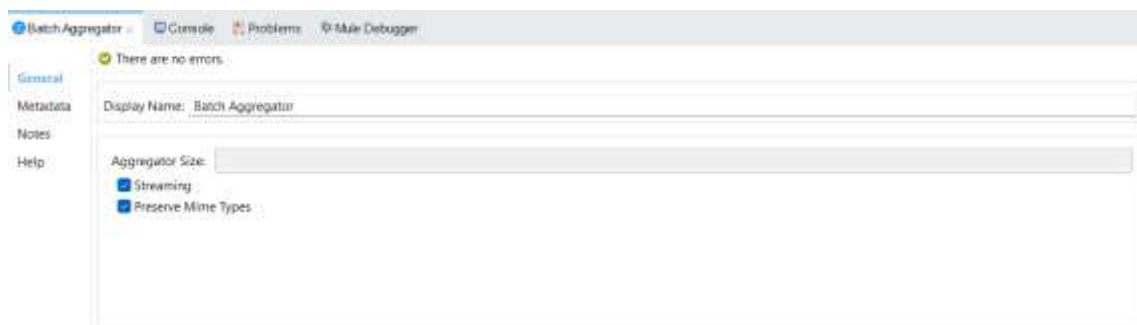 Batch Aggregator Console Problems Mule Debugger
There are no errors.
General
Metadata
Display Name: Batch Aggregator
Notes
Help
Aggregator Size:
Streaming
Preserve Mime Types